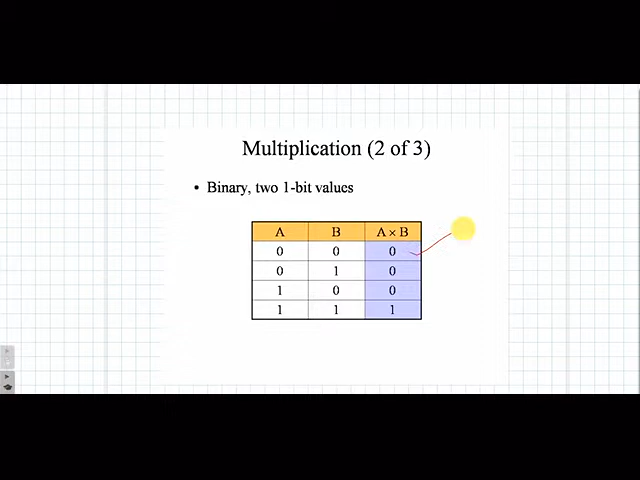 Multiplication (2 of 3)
• Binary, two 1-bit values
A B A × B
0 0 0
0 1 0
1 0 0
1 1 1